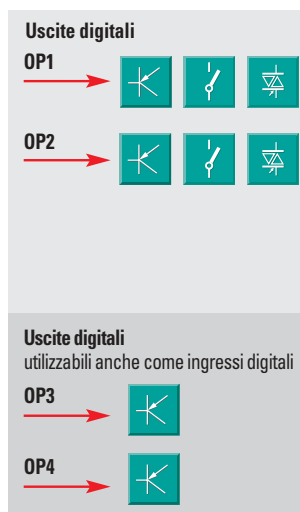 Uscite digitali
OP1
OP2
Uscite digitali
utilizzabili anche come ingressi digitali
OP3
OP4